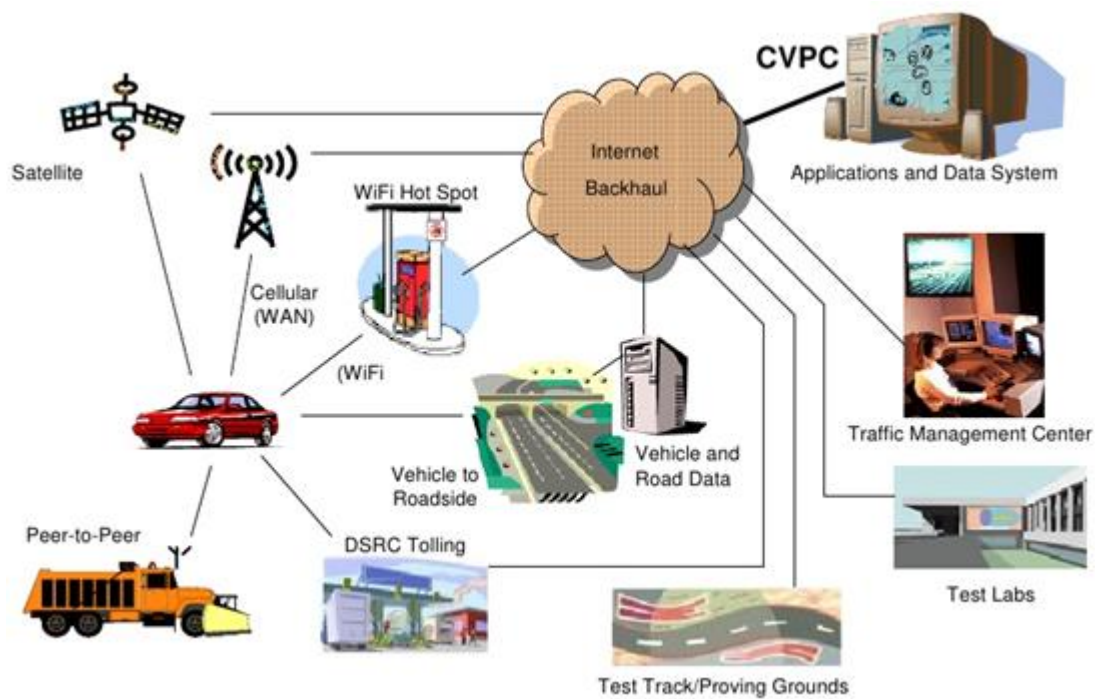 CVPC
Internet
Backhaul
Applications and Data System
Satellite
WiFi Hot Spot
Cellular
(WAN)
(WiFi
Traffic Management Center
Vehicle to
Roadside
Vehicle and
Road Data
Peer-to-Peer
DSRC Tolling
Test Labs
Test Track/Proving Grounds